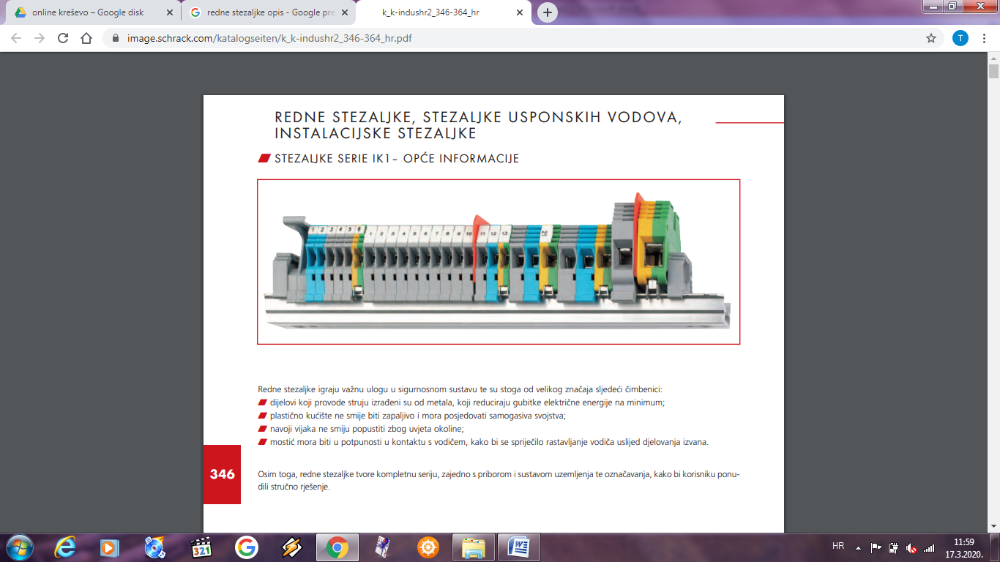 online kreševo – Google disk
redne stezaljke opis - Google pre
k_k-indushr2_346-364_hr
image.schrack.com/katalogseiten/k_k-indushr2_346-364_hr.pdf
T
REDNE STEZALJKE, STEZALJKE USPONSKIH VODOVA,
INSTALACIJSKE STEZALJKE
STEZALJKE SERIE IK1– OPĆE INFORMACIJE
1 2 3 4 5 6 1 2 3 4 5 6 7 8 9 10 11 12 13 21
Redne stezaljke igraju važnu ulogu u sigurnosnom sustavu te su stoga od velikog značaja sljedeći čimbenici:
dijelovi koji provode struju izrađeni su od metala, koji reduciraju gubitke električne energije na minimum;
plastično kućište ne smije biti zapaljivo i mora posjedovati samogasiva svojstva;
navoji vijaka ne smiju popustiti zbog uvjeta okoline;
mostić mora biti u potpunosti u kontaktu s vodičem, kako bi se spriječilo rastavljanje vodiča uslijed djelovanja izvana.
346
Osim toga, redne stezaljke tvore kompletnu seriju, zajedno s priborom i sustavom uzemljenja te označavanja, kako bi korisniku ponu-
dili stručno rješenje.
321
HR
11:59
17.3.2020.